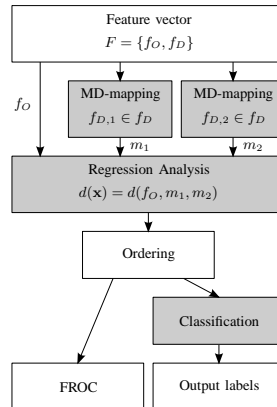 Feature vector
F = {f_O, f_D}
f_O
MD-mapping
f_{D,1} ∈ f_D
MD-mapping
f_{D,2} ∈ f_D
m_1
m_2
Regression Analysis
d(x) = d(f_O, m_1, m_2)
Ordering
Classification
FROC
Output labels